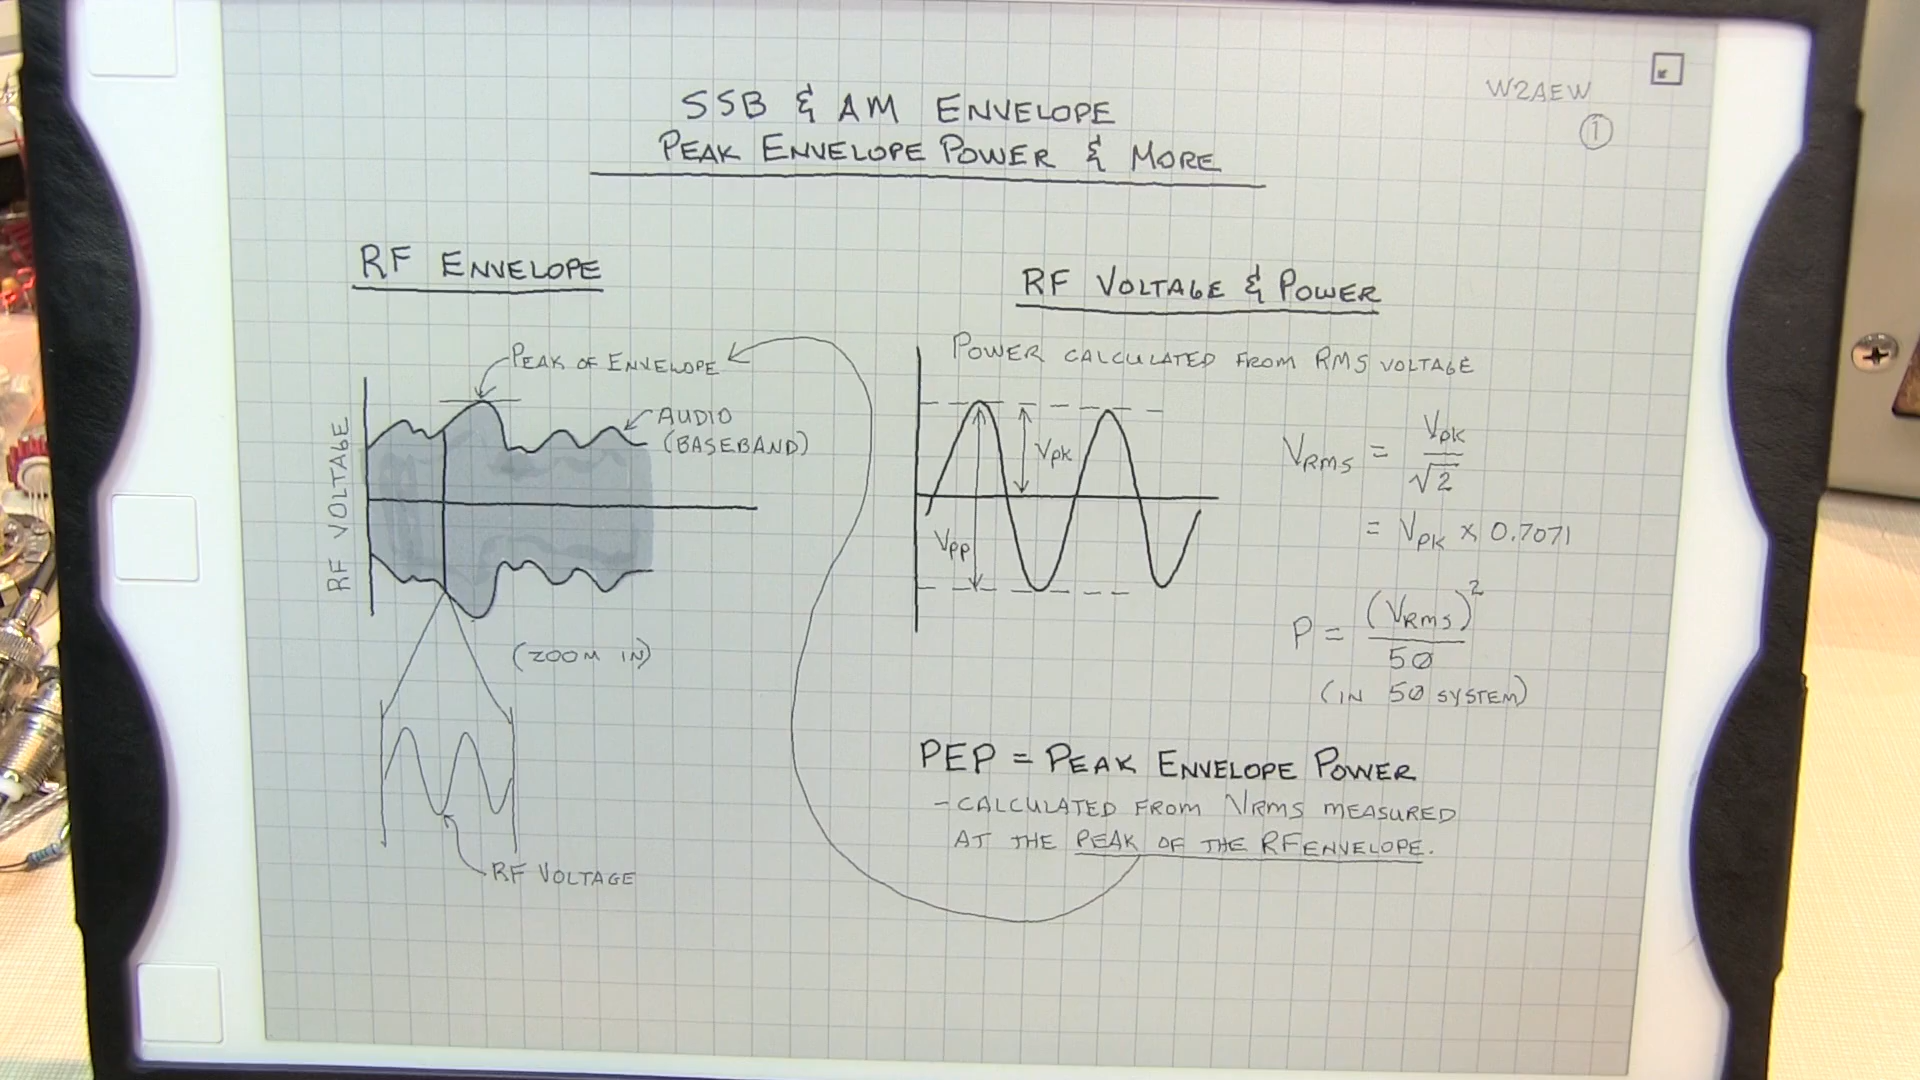 W2AEW
1
SSB & AM ENVELOPE
PEAK ENVELOPE POWER & MORE
RF ENVELOPE
PEAK OF ENVELOPE
AUDIO
(BASEBAND)
RF VOLTAGE
(ZOOM IN)
RF VOLTAGE
RF VOLTAGE & POWER
POWER CALCULATED FROM RMS VOLTAGE
Vpk
Vpp
VRMS = Vpk / √2
= VPK × 0.7071
P = (VRMS)² / 50
(IN 50 SYSTEM)
PEP = PEAK ENVELOPE POWER
- CALCULATED FROM VRMS MEASURED
AT THE PEAK OF THE RF ENVELOPE.